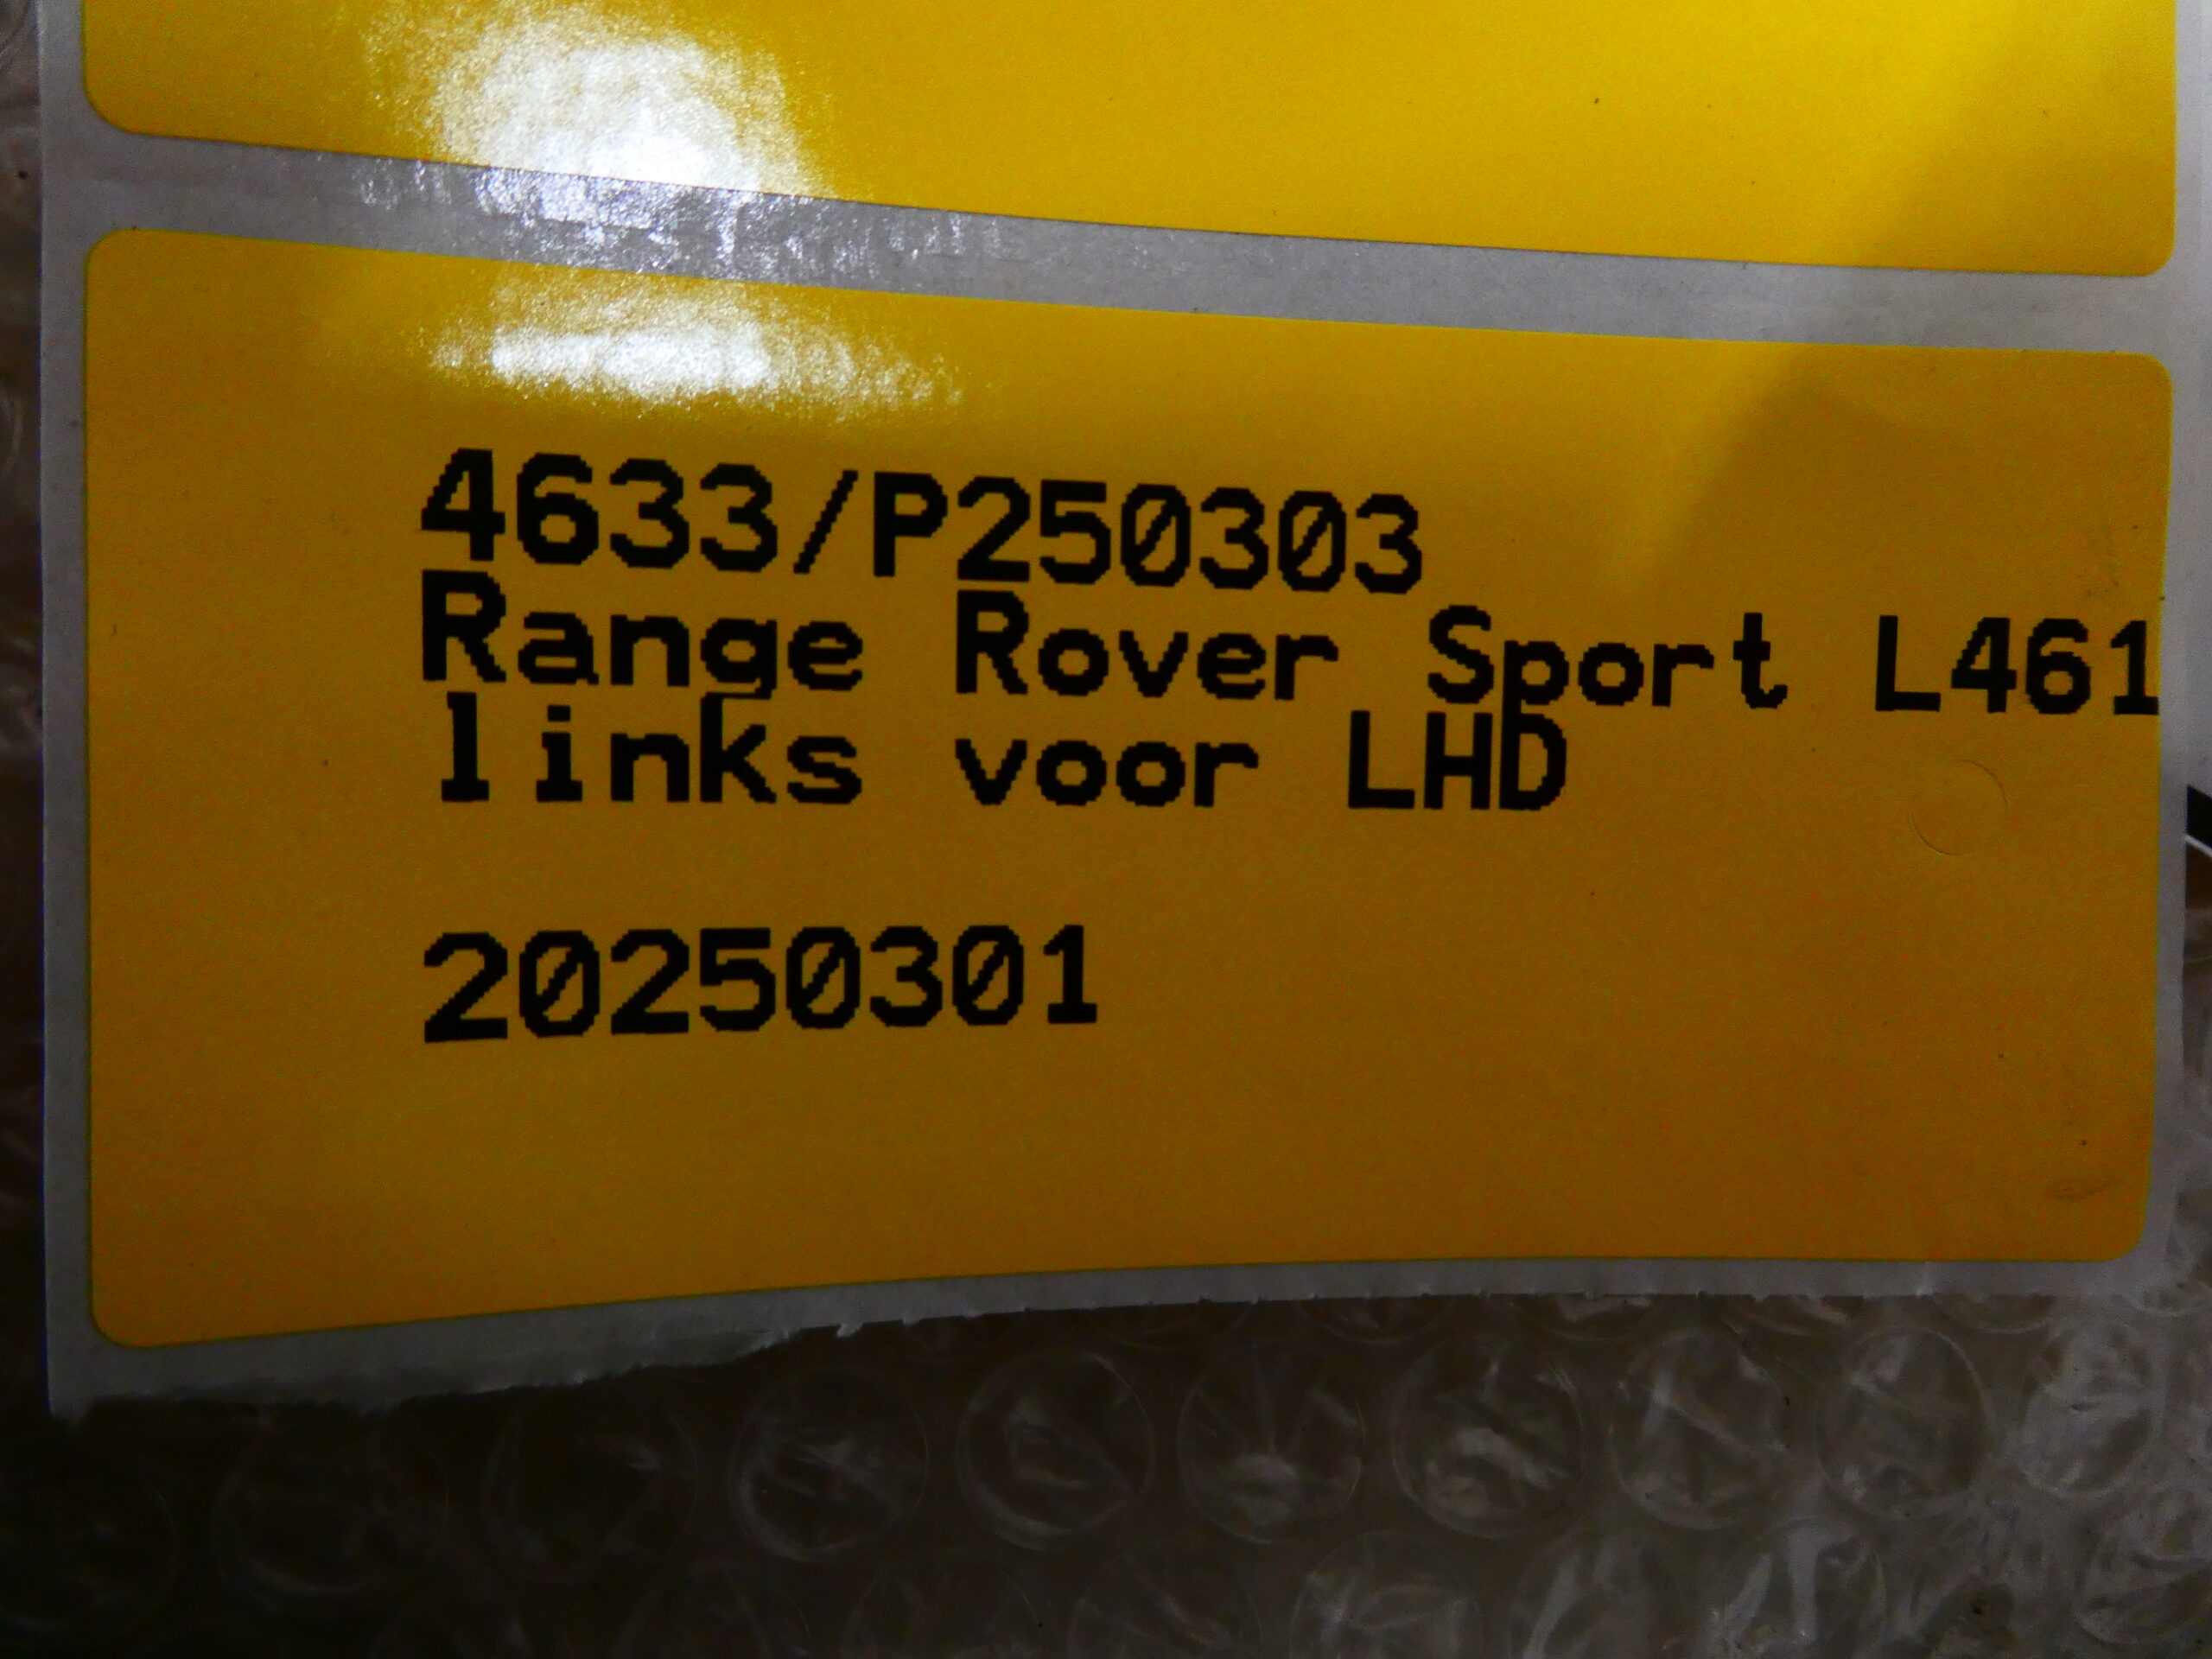 4633/P250303
Range Rover Sport L461
links voor LHD
20250301